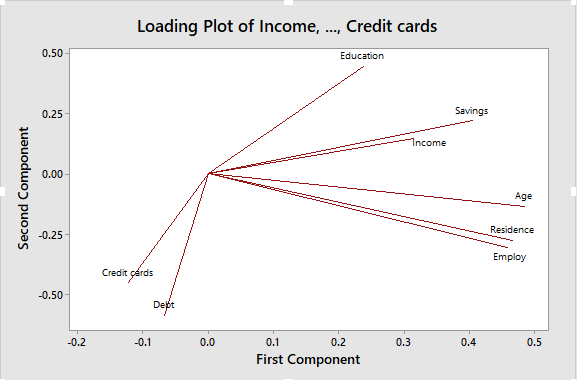 Loading Plot of Income, ..., Credit cards
Second Component
0.50
0.25
0.00
-0.25
-0.50
Education
Savings
Income
Age
Residence
Employ
Credit cards
Debt
-0.2 -0.1 0.0 0.1 0.2 0.3 0.4 0.5
First Component